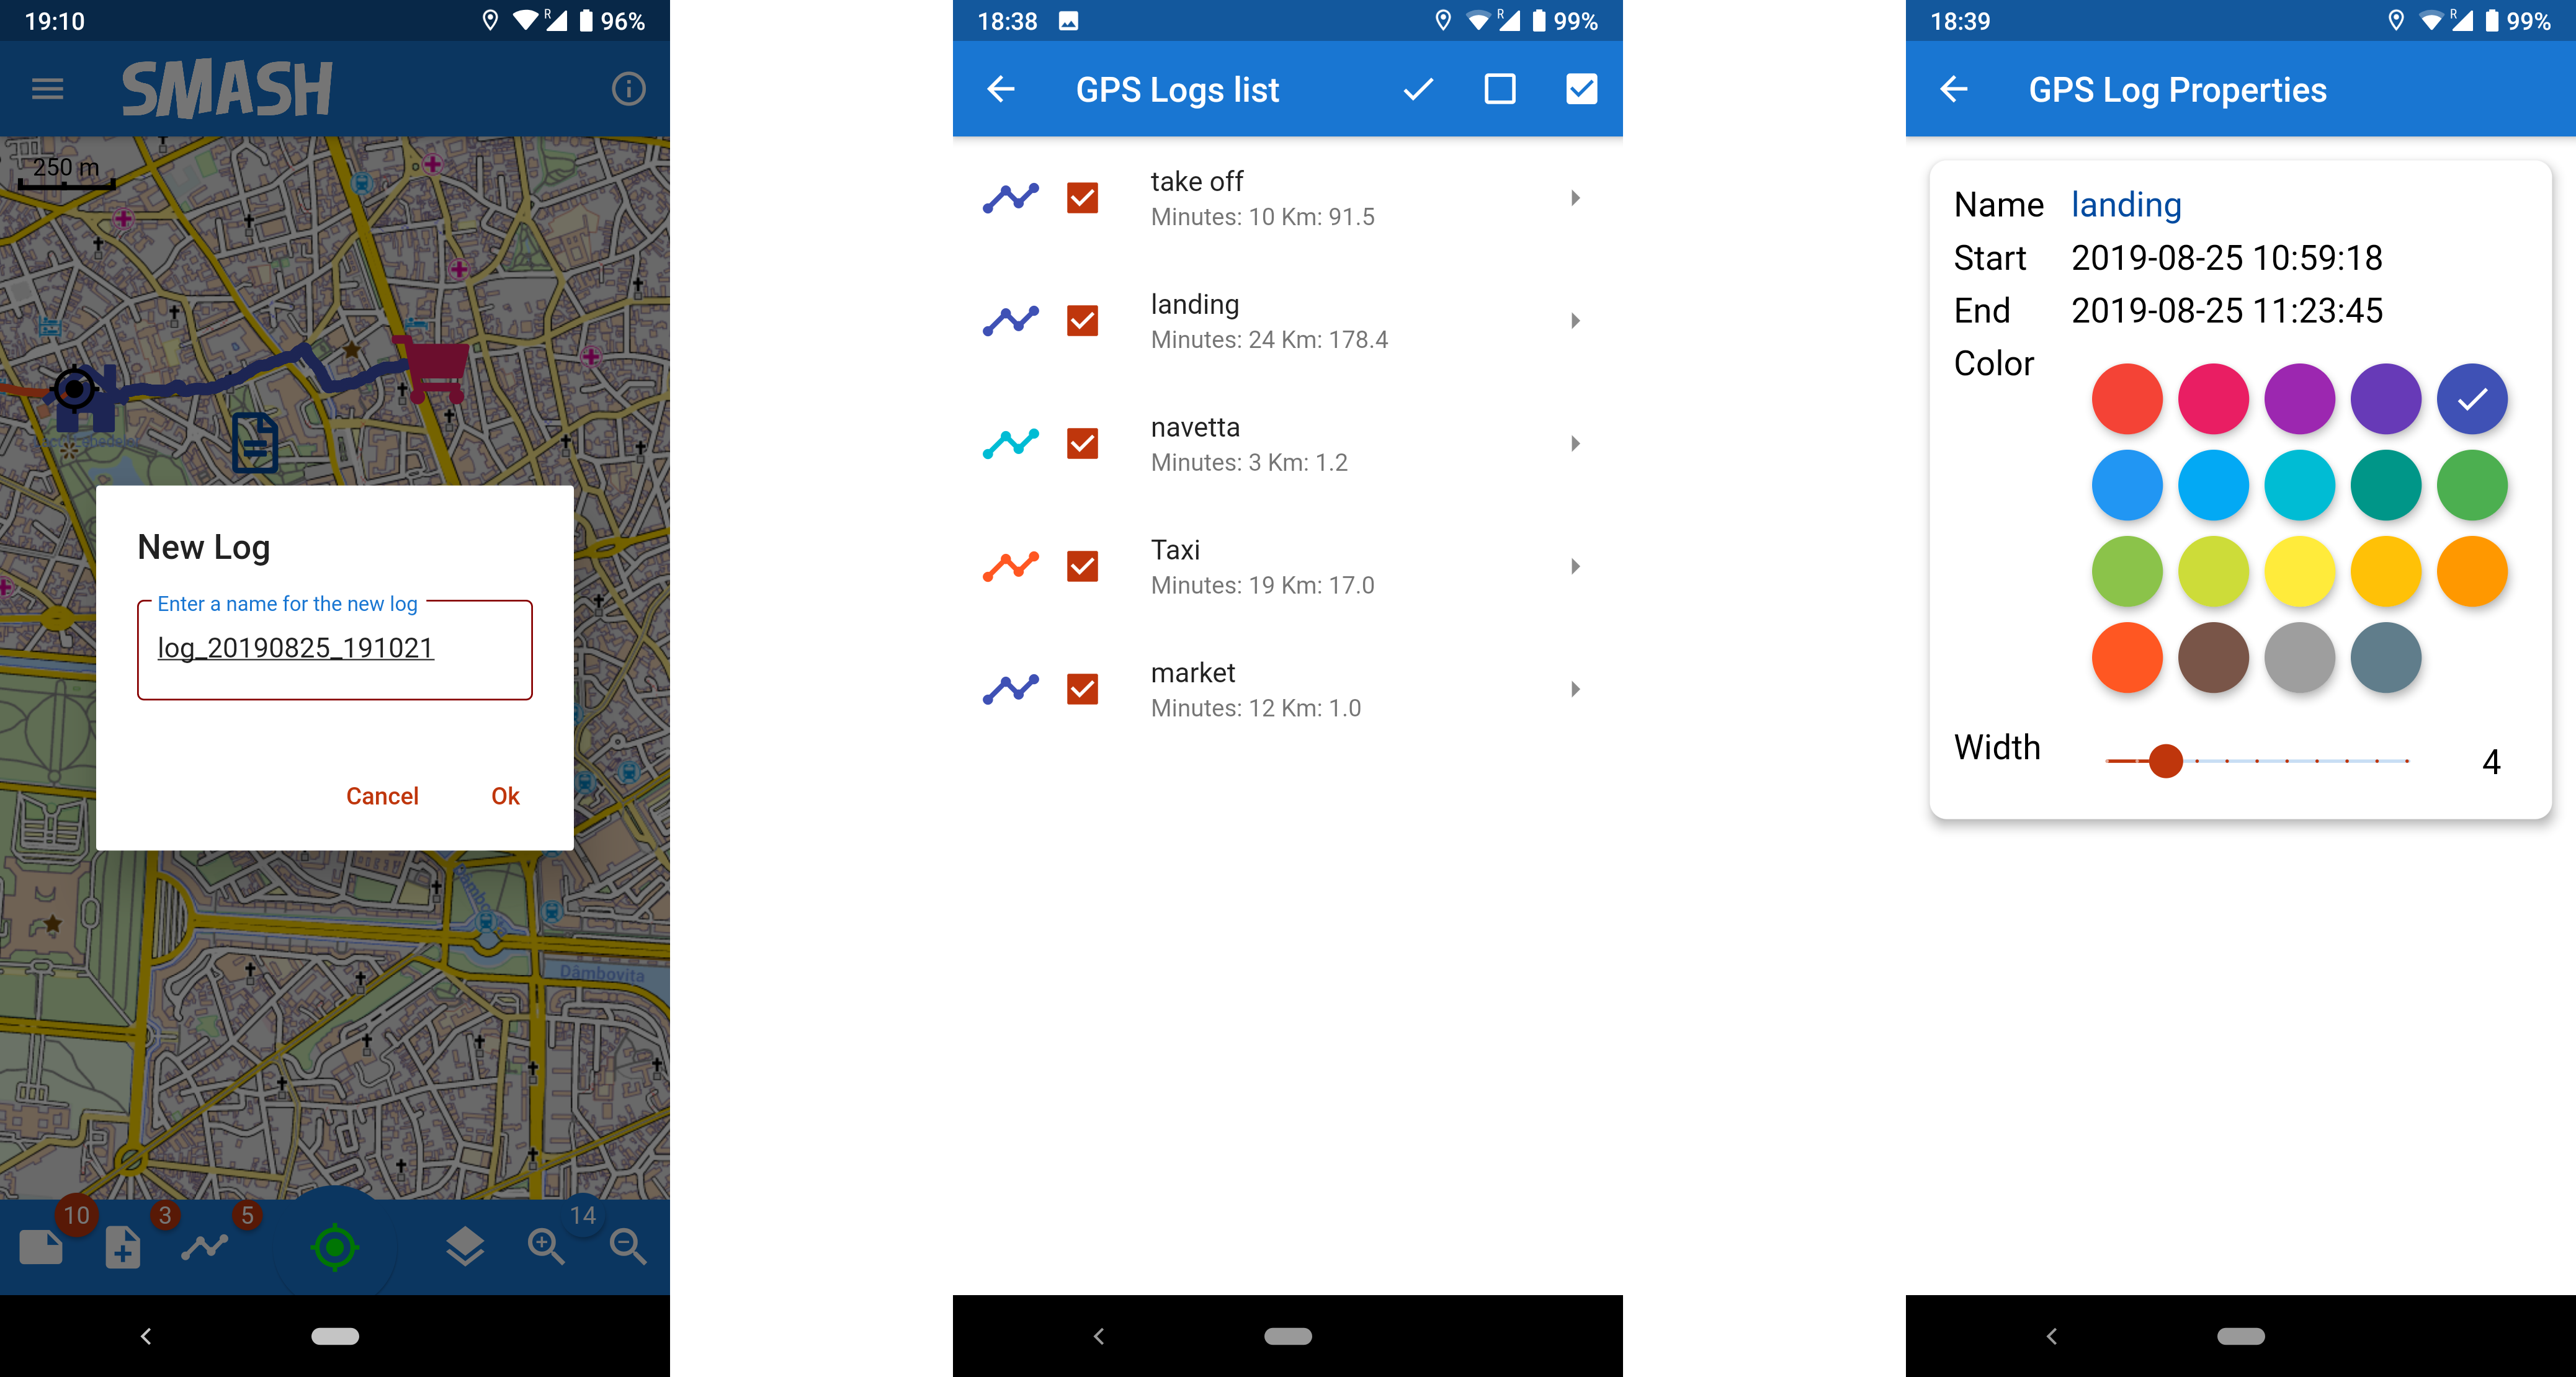 19:10
R
96%
SMASH
250 m
New Log
Enter a name for the new log
log_20190825_191021
Cancel
Ok
Dâmbovița
10
3
5
14
18:38
R
99%
GPS Logs list
take off
Minutes: 10 Km: 91.5
landing
Minutes: 24 Km: 178.4
navetta
Minutes: 3 Km: 1.2
Taxi
Minutes: 19 Km: 17.0
market
Minutes: 12 Km: 1.0
18:39
R
99%
GPS Log Properties
Name landing
Start 2019-08-25 10:59:18
End 2019-08-25 11:23:45
Color
Width 4